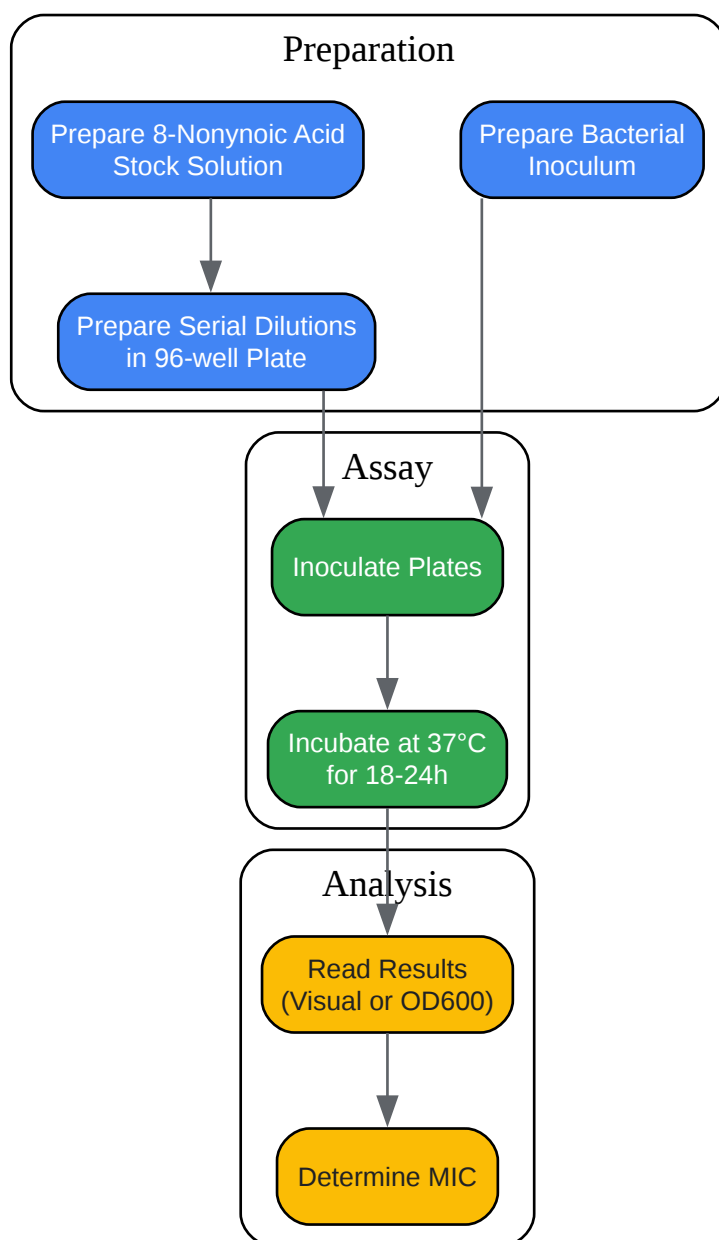 Preparation
Prepare 8-Nonynoic Acid
Stock Solution
Prepare Bacterial
Inoculum
Prepare Serial Dilutions
in 96-well Plate
Assay
Inoculate Plates
Incubate at 37°C
for 18-24h
Analysis
Read Results
(Visual or OD600)
Determine MIC